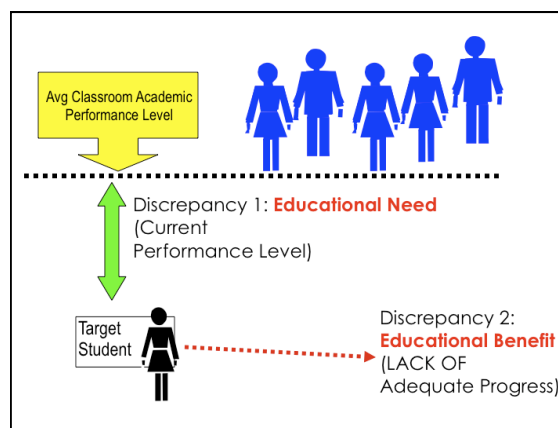 Avg Classroom Academic
Performance Level
Discrepancy 1: Educational Need
(Current
Performance Level)
Target
Student
Discrepancy 2:
Educational Benefit
(LACK OF
Adequate Progress)